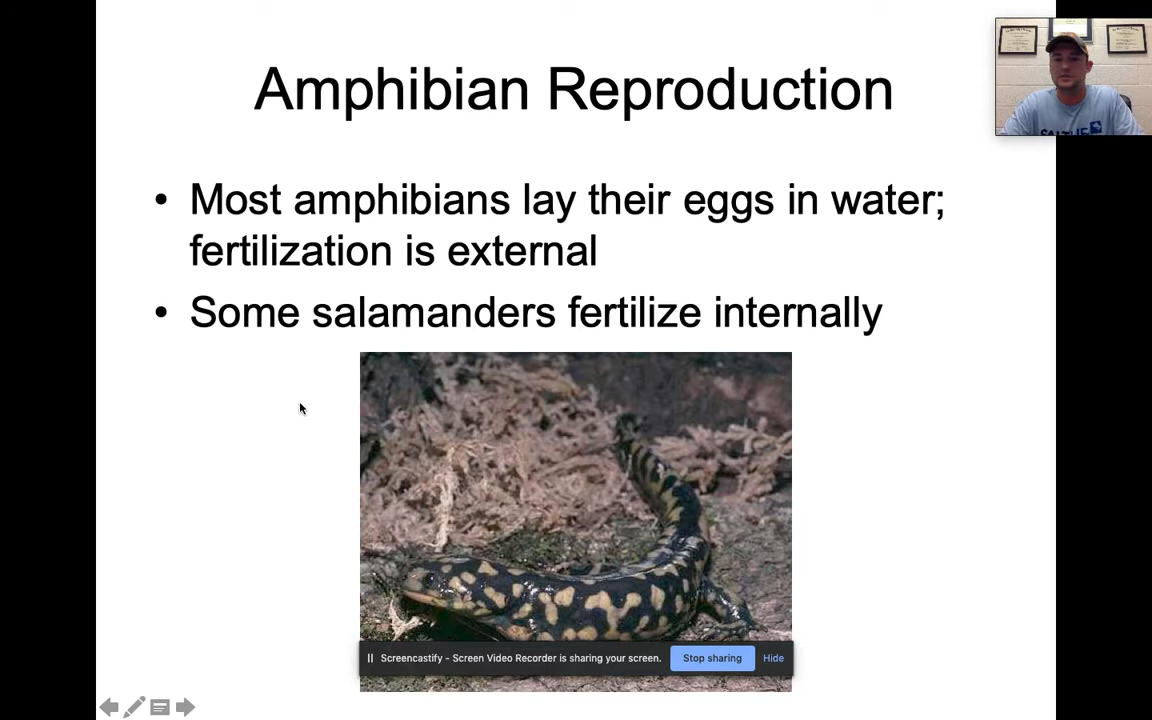 Amphibian Reproduction
• Most amphibians lay their eggs in water;
fertilization is external
• Some salamanders fertilize internally
Screencastify - Screen Video Recorder is sharing your screen. Stop sharing Hide